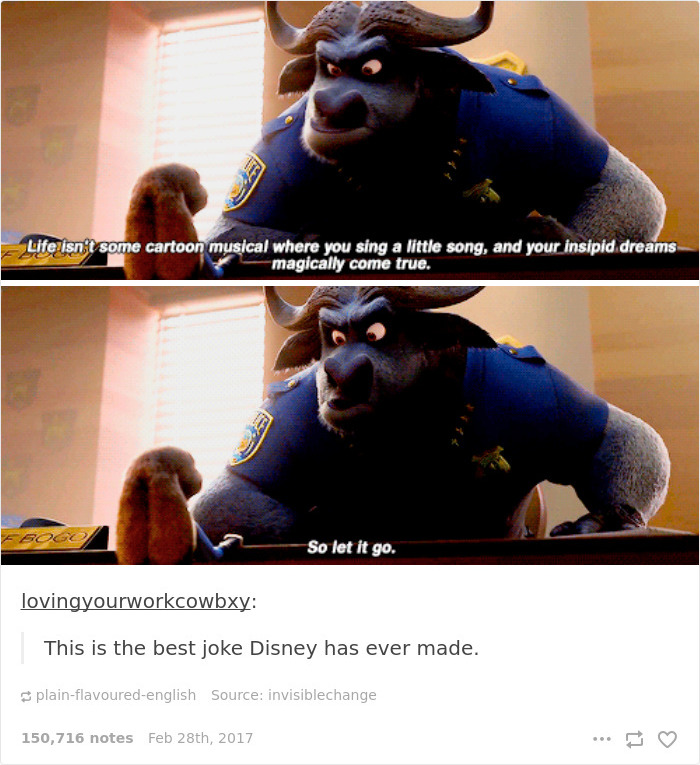 Life isn't some cartoon musical where you sing a little song, and your insipid dreams
magically come true.
F BOGO
So let it go.
F BOGO
lovingyourworkcowbxy:
This is the best joke Disney has ever made.
plain-flavoured-english Source: invisiblechange
150,716 notes Feb 28th, 2017